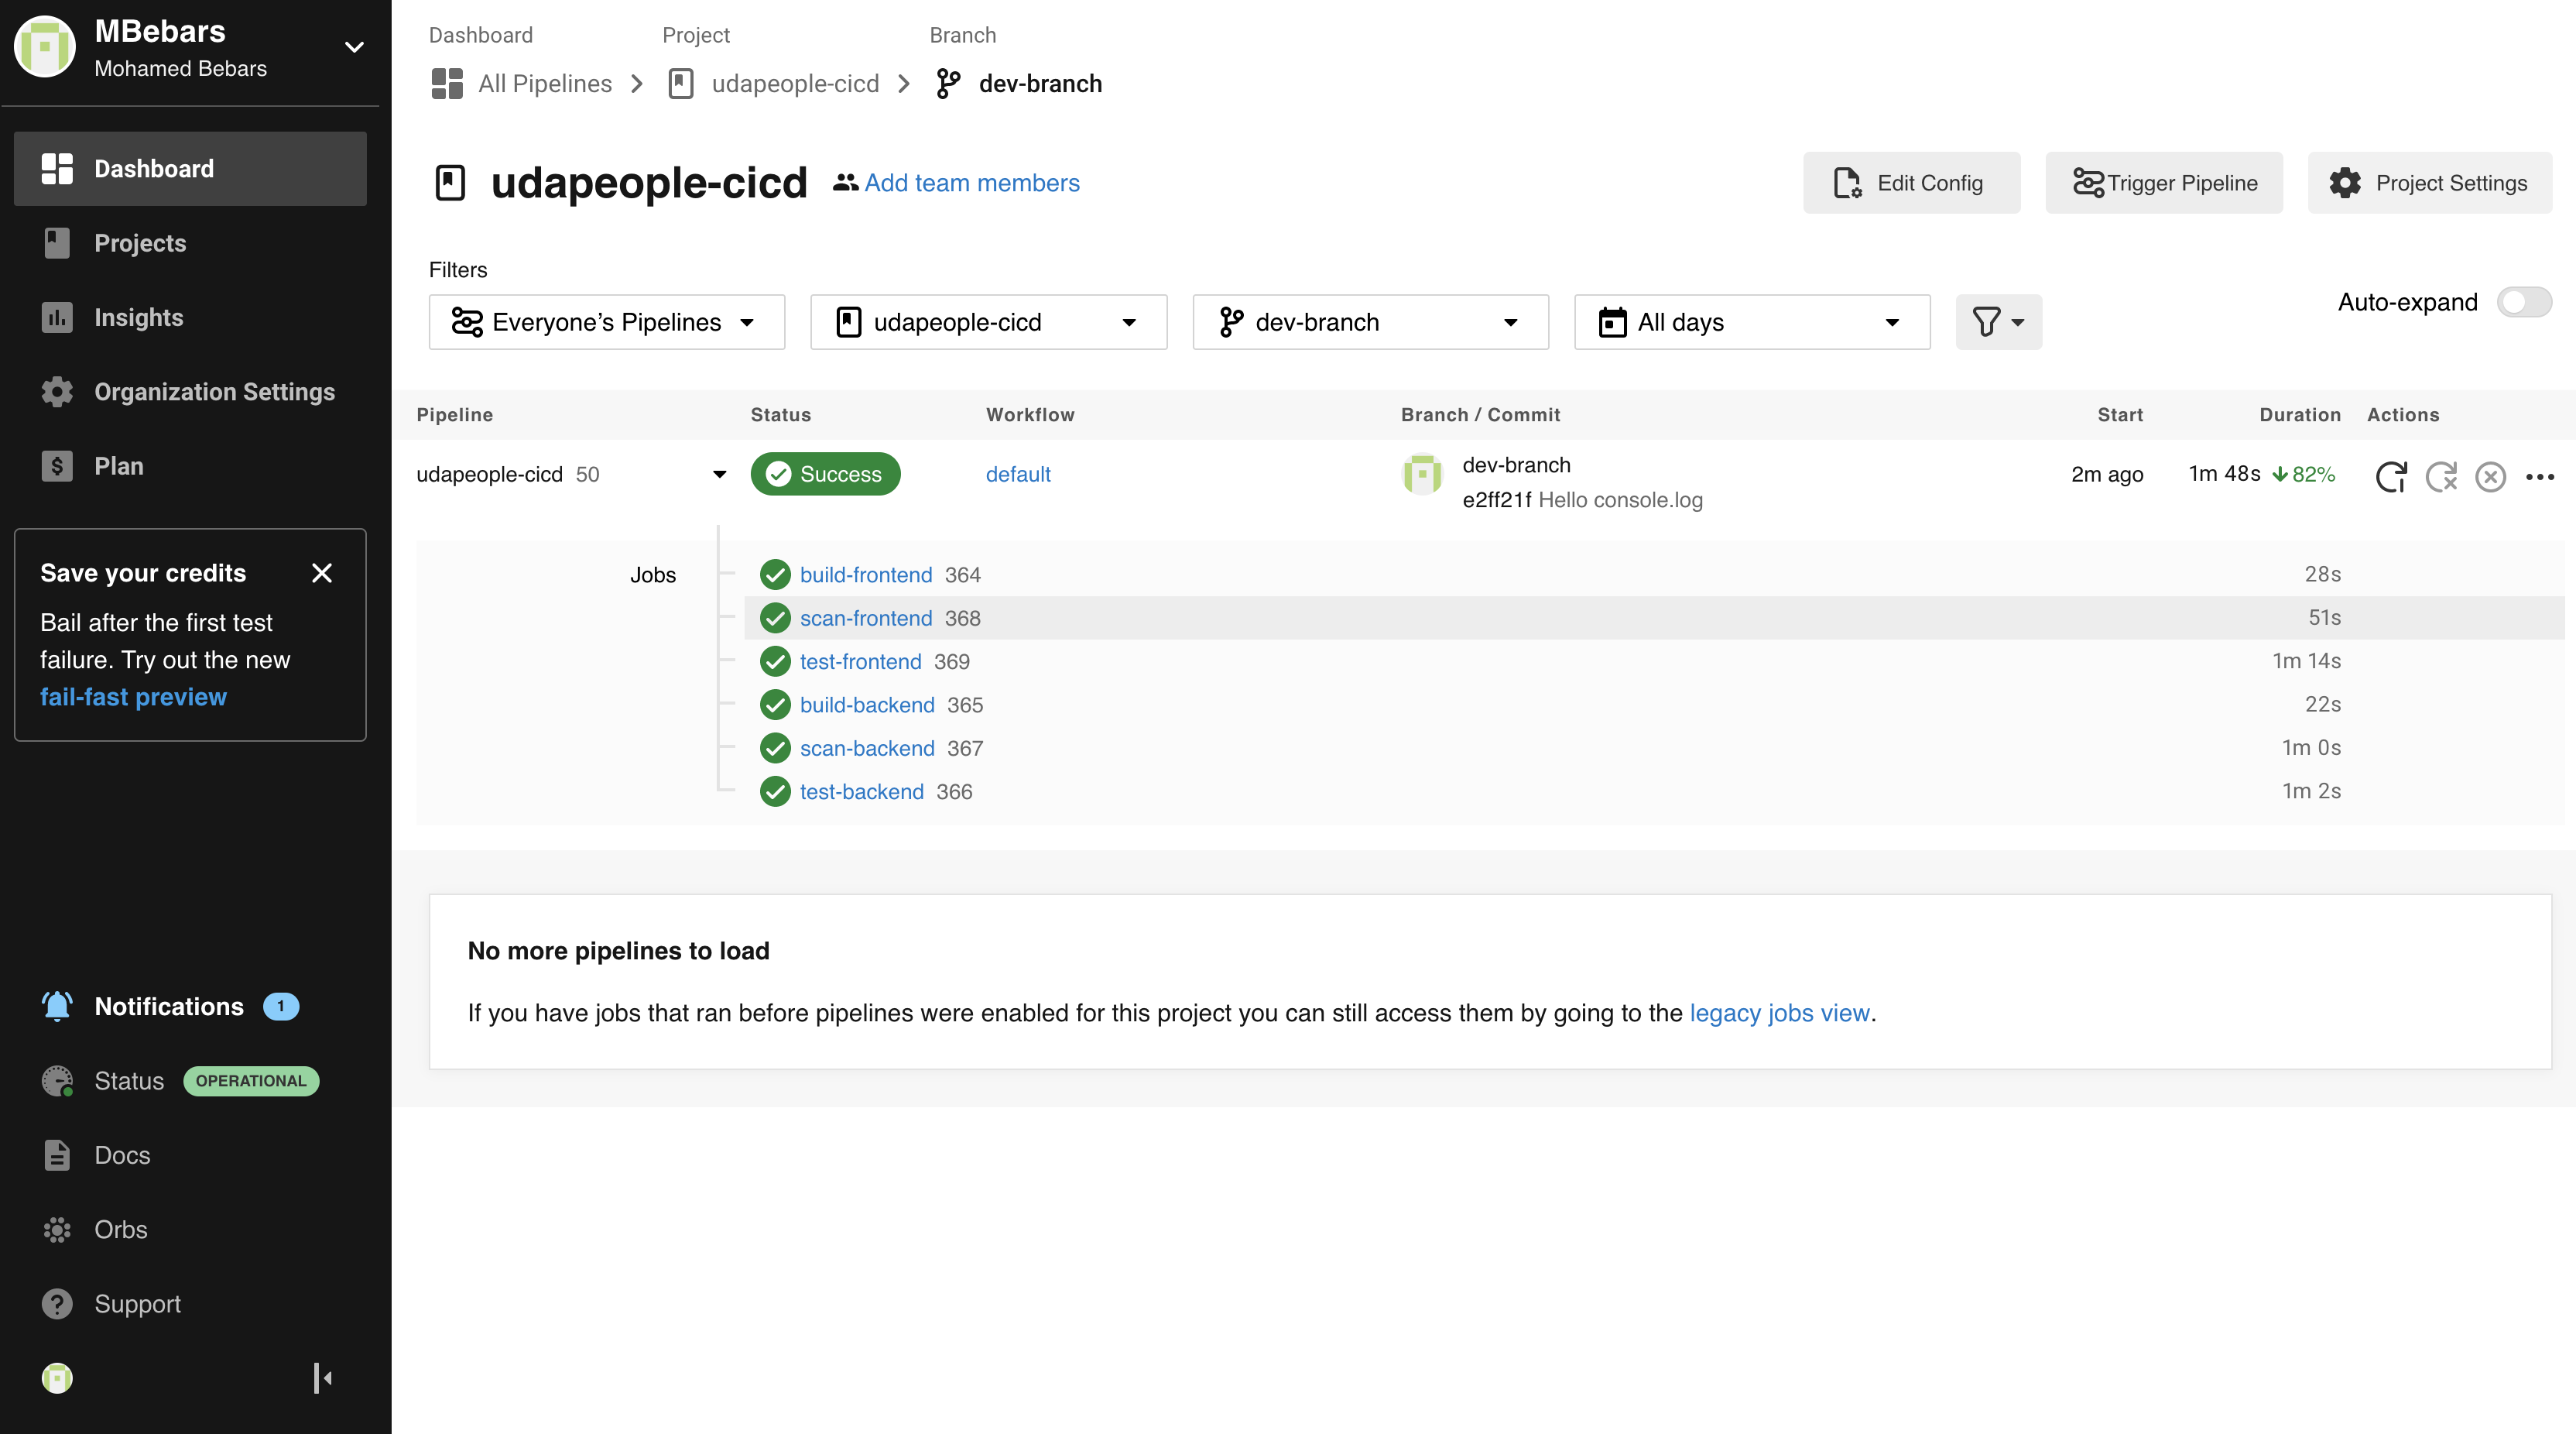 MBebars
Mohamed Bebars
Dashboard
Projects
Insights
Organization Settings
Plan
Save your credits
Bail after the first test
failure. Try out the new
fail-fast preview
Notifications 1
Status OPERATIONAL
Docs
Orbs
Support
Dashboard Project Branch
All Pipelines udapeople-cicd dev-branch
udapeople-cicd Add team members Edit Config Trigger Pipeline Project Settings
Filters
Everyone’s Pipelines udapeople-cicd dev-branch All days Auto-expand
Pipeline Status Workflow Branch / Commit Start Duration Actions
udapeople-cicd 50 Success default dev-branch 2m ago 1m 48s 82%
e2ff21f Hello console.log
Jobs build-frontend 364 28s
scan-frontend 368 51s
test-frontend 369 1m 14s
build-backend 365 22s
scan-backend 367 1m 0s
test-backend 366 1m 2s
No more pipelines to load
If you have jobs that ran before pipelines were enabled for this project you can still access them by going to the legacy jobs view.